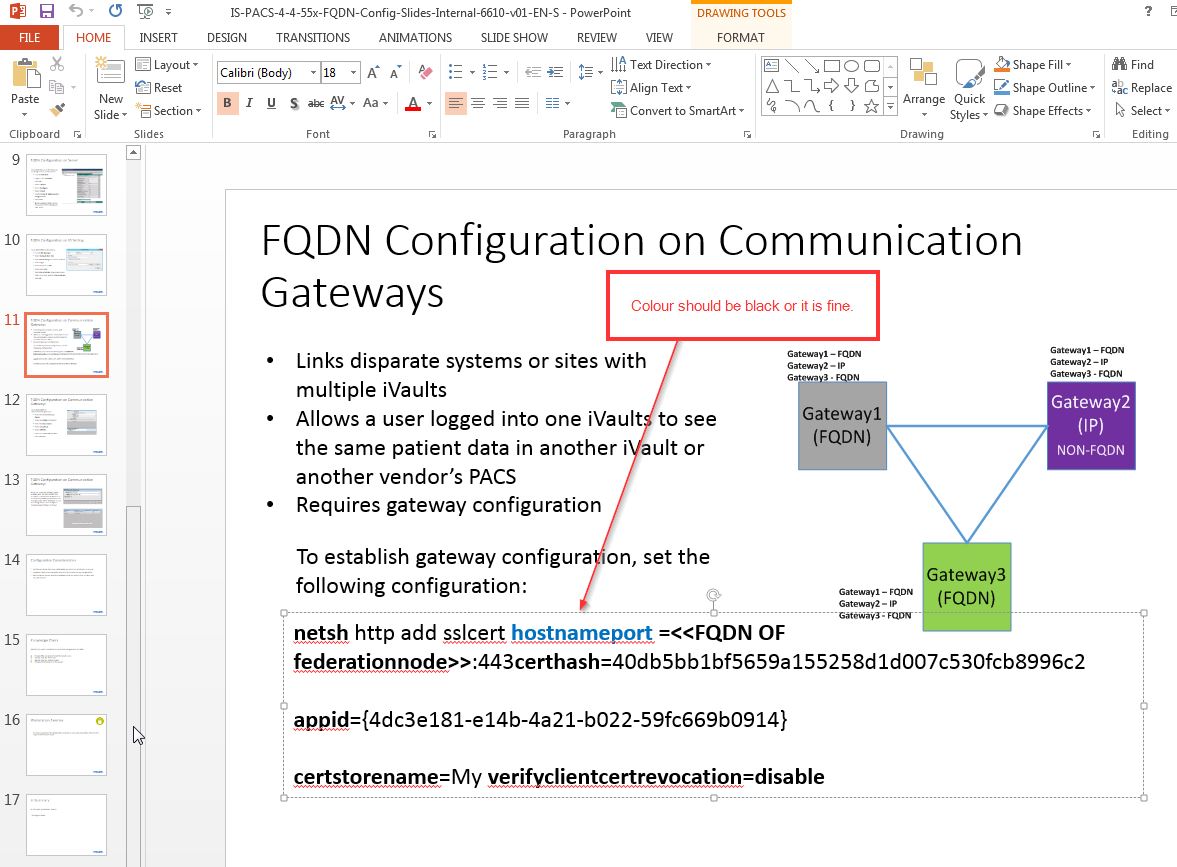 IS-PACS-4-4-55x-FQDN-Config-Slides-Internal-6610-v01-EN-S - PowerPoint
DRAWING TOOLS
?
FILE HOME INSERT DESIGN TRANSITIONS ANIMATIONS SLIDE SHOW REVIEW VIEW FORMAT
Paste
New Slide
Layout
Reset
Section
Calibri (Body) 18
B I U S abc AV Aa A
Text Direction
Align Text
Convert to SmartArt
Arrange
Quick Styles
Shape Fill
Shape Outline
Shape Effects
Find
Replace
Select
Clipboard Slides Font Paragraph Drawing Editing
9
10
11
12
13
14
15
16
17
FQDN Configuration on Communication
Gateways
Colour should be black or it is fine.
• Links disparate systems or sites with
multiple iVaults
• Allows a user logged into one iVaults to see
the same patient data in another iVault or
another vendor’s PACS
• Requires gateway configuration
To establish gateway configuration, set the
following configuration:
Gateway1 – FQDN
Gateway2 – IP
Gateway3 - FQDN
Gateway1
(FQDN)
Gateway1 – FQDN
Gateway2 – IP
Gateway3 - FQDN
Gateway2
(IP)
NON-FQDN
Gateway1 – FQDN
Gateway2 – IP
Gateway3 - FQDN
Gateway3
(FQDN)
netsh http add sslcert hostnameport =<<FQDN OF
federationnode>>:443certhash=40db5bb1bf5659a155258d1d007c530fcb8996c2
appid={4dc3e181-e14b-4a21-b022-59fc669b0914}
certstorename=My verifyclientcertrevocation=disable